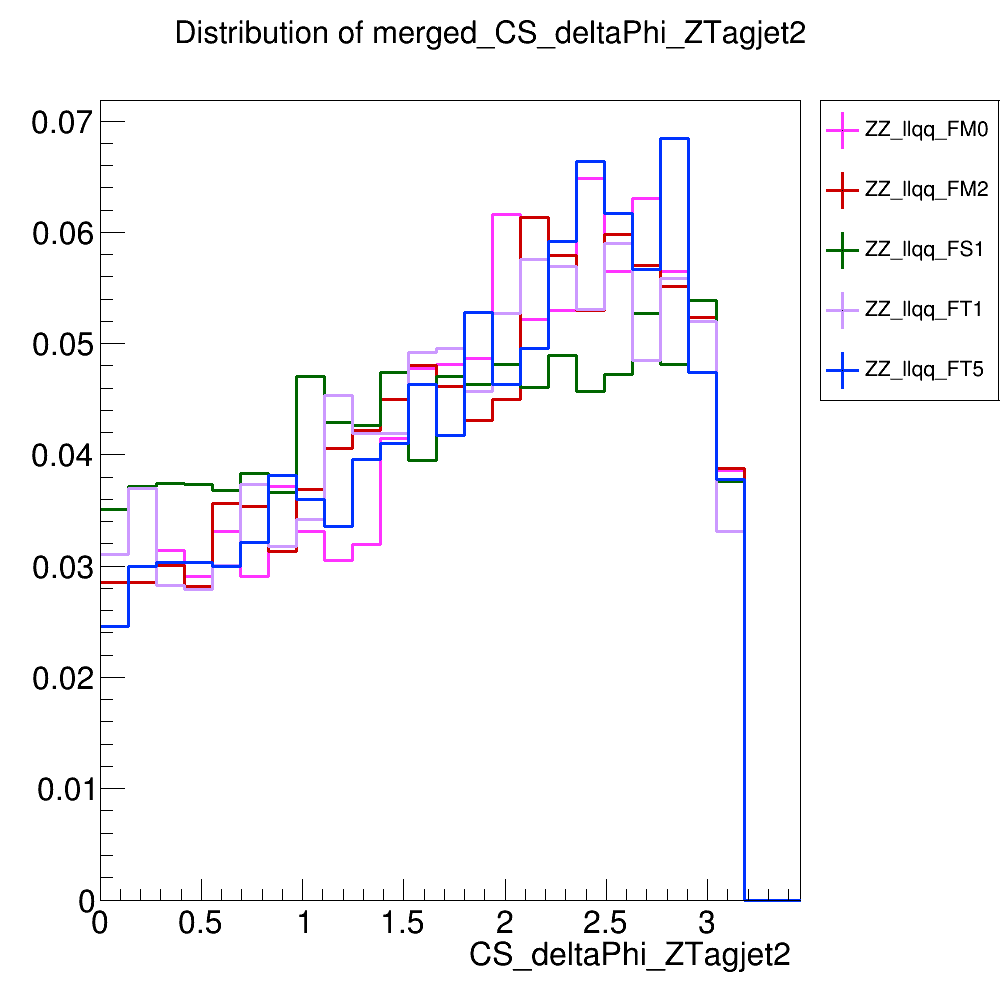 Distribution of merged_CS_deltaPhi_ZTagjet2
0.07
0.06
0.05
0.04
0.03
0.02
0.01
0
0 0.5 1 1.5 2 2.5 3
CS_deltaPhi_ZTagjet2
ZZ_llqq_FM0
ZZ_llqq_FM2
ZZ_llqq_FS1
ZZ_llqq_FT1
ZZ_llqq_FT5